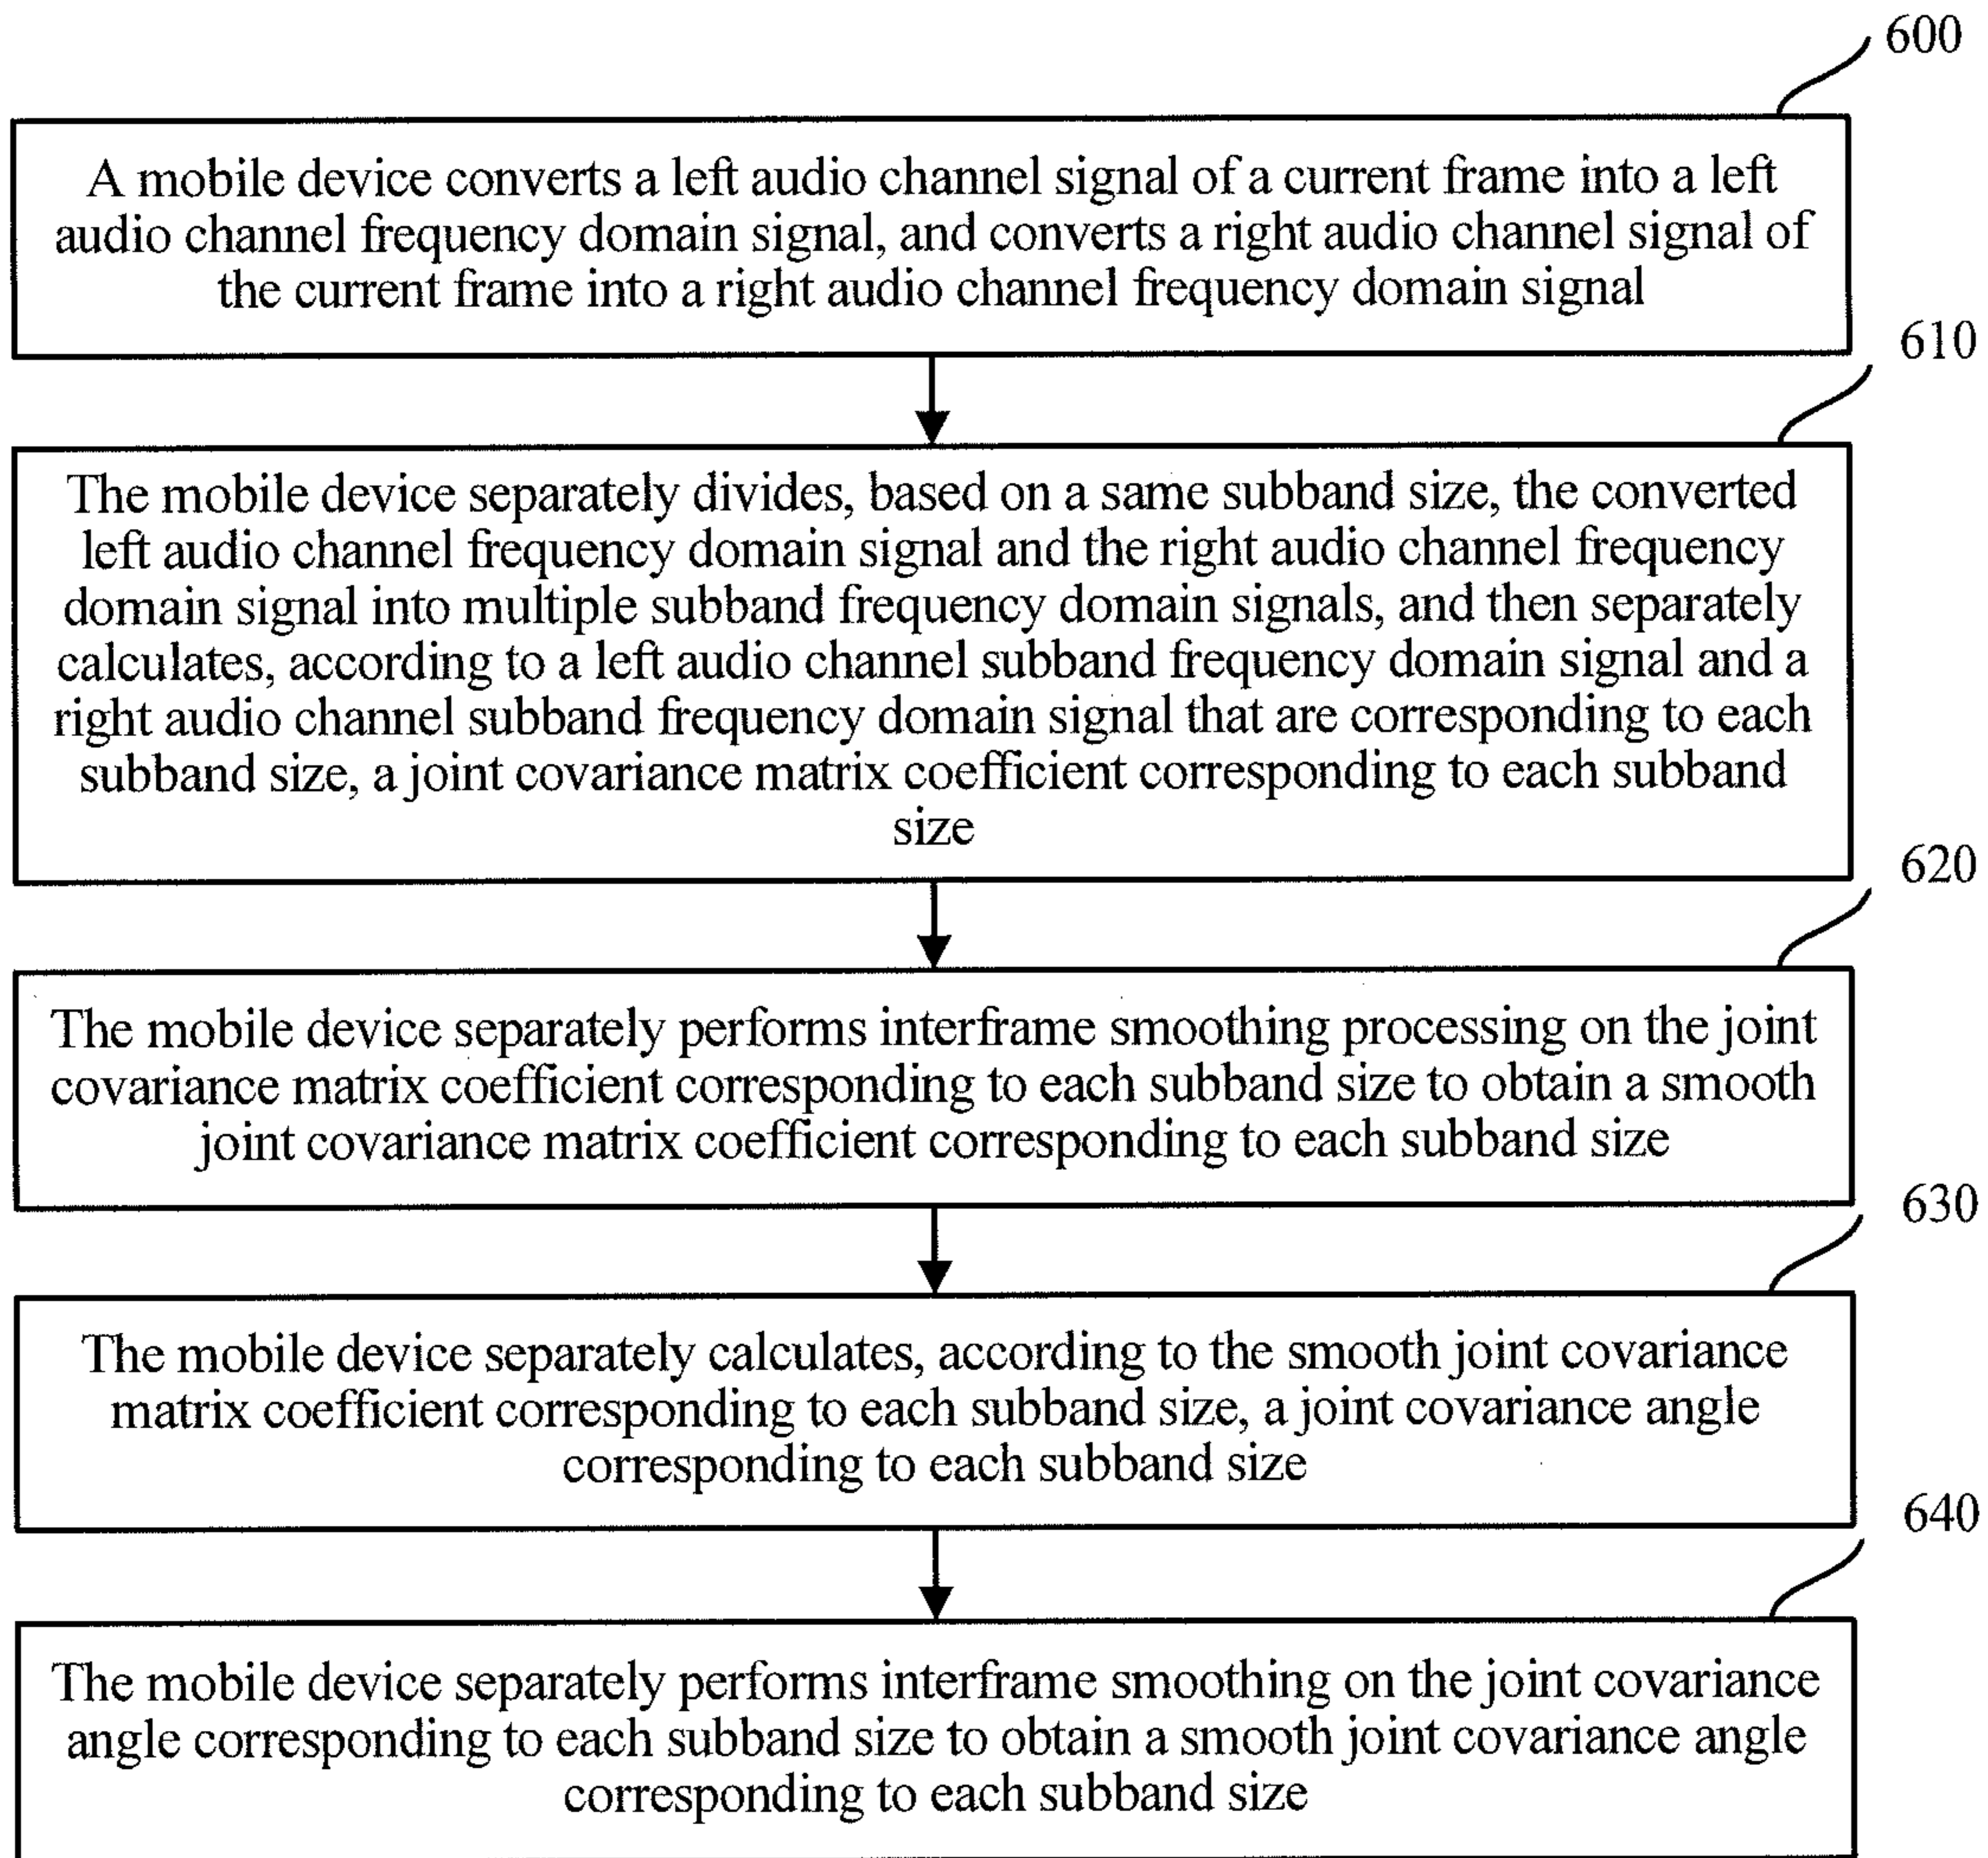 600
A mobile device converts a left audio channel signal of a current frame into a left
audio channel frequency domain signal, and converts a right audio channel signal of
the current frame into a right audio channel frequency domain signal
610
The mobile device separately divides, based on a same subband size, the converted
left audio channel frequency domain signal and the right audio channel frequency
domain signal into multiple subband frequency domain signals, and then separately
calculates, according to a left audio channel subband frequency domain signal and a
right audio channel subband frequency domain signal that are corresponding to each
subband size, a joint covariance matrix coefficient corresponding to each subband
size
620
The mobile device separately performs interframe smoothing processing on the joint
covariance matrix coefficient corresponding to each subband size to obtain a smooth
joint covariance matrix coefficient corresponding to each subband size
630
The mobile device separately calculates, according to the smooth joint covariance
matrix coefficient corresponding to each subband size, a joint covariance angle
corresponding to each subband size
640
The mobile device separately performs interframe smoothing on the joint covariance
angle corresponding to each subband size to obtain a smooth joint covariance angle
corresponding to each subband size